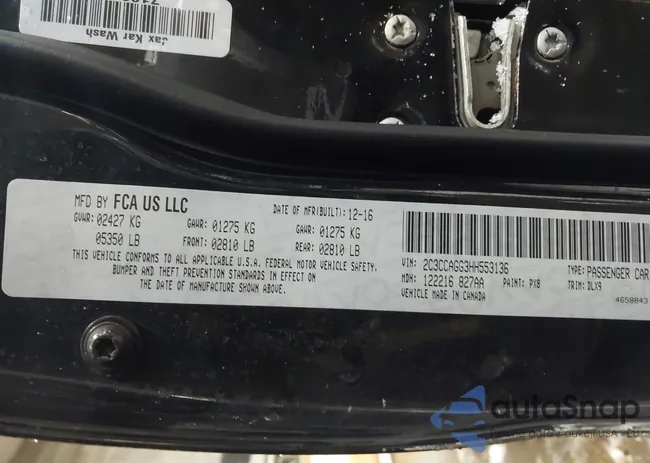 Jax Kar Wash
MFD BY FCA US LLC
DATE OF MFR(BUILT): 12-16
GVWR: 02427 KG
GAWR: 01275 KG
GAWR: 01275 KG
05350 LB
FRONT: 02810 LB
REAR: 02810 LB
THIS VEHICLE CONFORMS TO ALL APPLICABLE U.S.A. FEDERAL MOTOR VEHICLE SAFETY,
BUMPER AND THEFT PREVENTION STANDARDS IN EFFECT ON
THE DATE OF MANUFACTURE SHOWN ABOVE.
VIN: 2C3CCAGG3HH553136
TYPE: PASSENGER CAR
MDH: 122216 827AA
PAINT: PX8
TRIM: DLX9
VEHICLE MADE IN CANADA
4658843
autoSnap